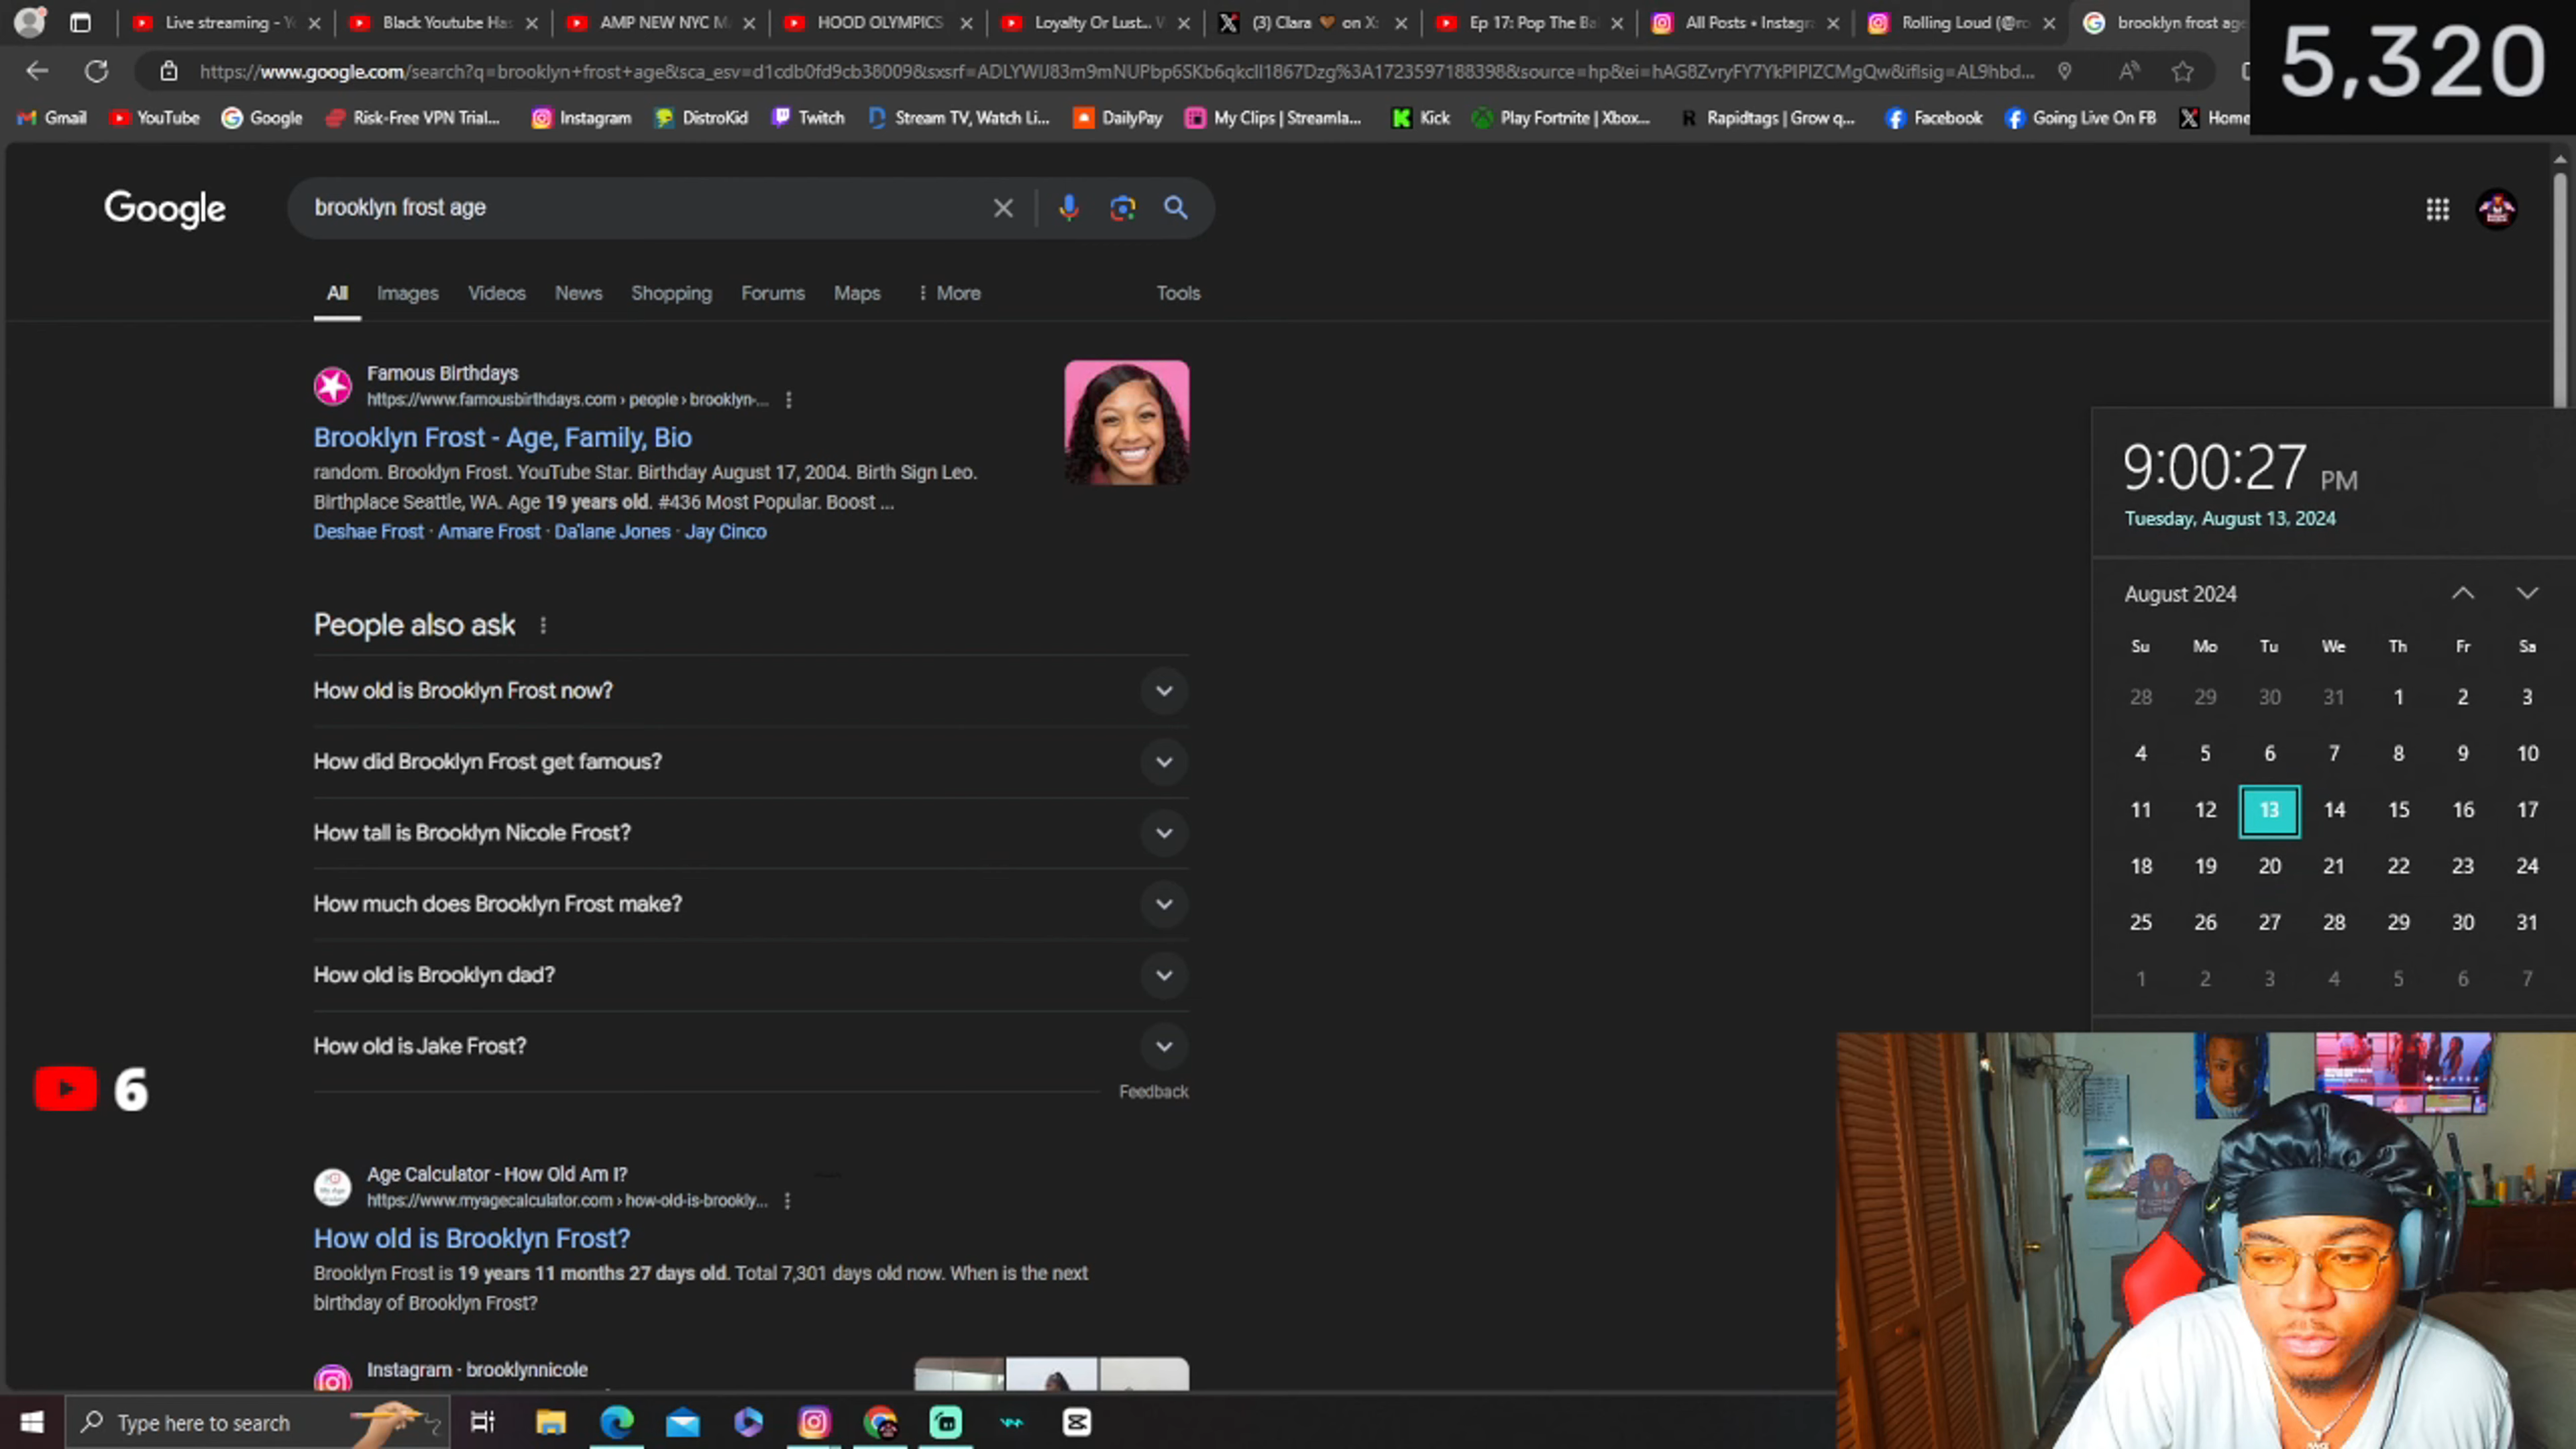 Live streaming - Yo
Black Youtube Has
AMP NEW NYC M
HOOD OLYMPICS
Loyalty Or Lust.. V
(3) Clara 🤎 on X:
Ep 17: Pop The Bal
All Posts • Instagra
Rolling Loud (@ro
brooklyn frost age
5,320
https://www.google.com/search?q=brooklyn+frost+age&sca_esv=d1cdb0fd9cb38009&sxsrf=ADLYWIJ83m9mNUPbp6SKb6qkcII1867Dzg%3A1723597188398&source=hp&ei=hAG8ZvryFY7YkPIPlZCMgQw&iflsig=AL9hbd...
Gmail
YouTube
Google
Risk-Free VPN Trial...
Instagram
DistroKid
Twitch
Stream TV, Watch Li...
DailyPay
My Clips | Streamla...
Kick
Play Fortnite | Xbox...
Rapidtags | Grow q...
Facebook
Going Live On FB
Home
Google
brooklyn frost age
All Images Videos News Shopping Forums Maps More Tools
Famous Birthdays
https://www.famousbirthdays.com › people › brooklyn-...
Brooklyn Frost - Age, Family, Bio
random. Brooklyn Frost. YouTube Star. Birthday August 17, 2004. Birth Sign Leo.
Birthplace Seattle, WA. Age 19 years old. #436 Most Popular. Boost ...
Deshae Frost · Amare Frost · Da'lane Jones · Jay Cinco
People also ask
How old is Brooklyn Frost now?
How did Brooklyn Frost get famous?
How tall is Brooklyn Nicole Frost?
How much does Brooklyn Frost make?
How old is Brooklyn dad?
How old is Jake Frost?
Feedback
6
Age Calculator - How Old Am I?
https://www.myagecalculator.com › how-old-is-brookly...
How old is Brooklyn Frost?
Brooklyn Frost is 19 years 11 months 27 days old. Total 7,301 days old now. When is the next
birthday of Brooklyn Frost?
Instagram · brooklynnicole
9:00:27 PM
Tuesday, August 13, 2024
August 2024
Su Mo Tu We Th Fr Sa
28 29 30 31 1 2 3
4 5 6 7 8 9 10
11 12 13 14 15 16 17
18 19 20 21 22 23 24
25 26 27 28 29 30 31
1 2 3 4 5 6 7
Type here to search